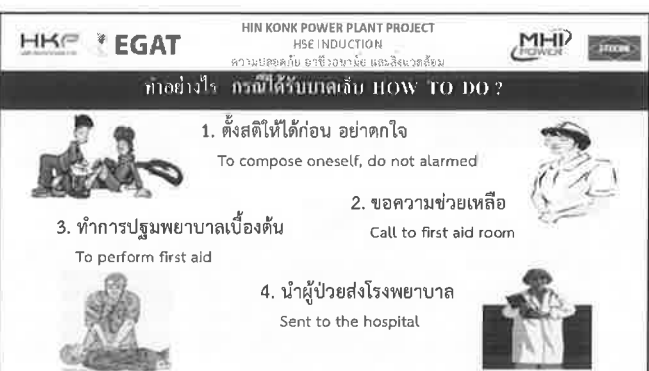 HKP
EGAT
HIN KONK POWER PLANT PROJECT
HSE INDUCTION
ความปลอดภัย อาชีวอนามัย และสิ่งแวดล้อม
MHI
POWER
ทำอย่างไร กรณีได้รับบาดเจ็บ HOW TO DO ?
1. ตั้งสติให้ได้ก่อน อย่าตกใจ
To compose oneself, do not alarmed
2. ขอความช่วยเหลือ
Call to first aid room
3. ทำการปฐมพยาบาลเบื้องต้น
To perform first aid
4. นำผู้ป่วยส่งโรงพยาบาล
Sent to the hospital